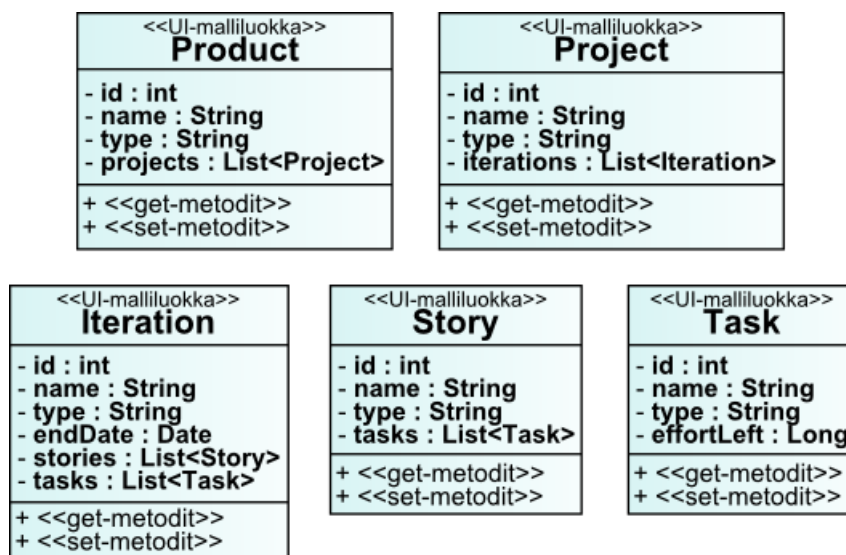 <<UI-malliluokka>>
Product
- id : int
- name : String
- type : String
- projects : List<Project>
+ <<get-metodit>>
+ <<set-metodit>>
<<UI-malliluokka>>
Project
- id : int
- name : String
- type : String
- iterations : List<Iteration>
+ <<get-metodit>>
+ <<set-metodit>>
<<UI-malliluokka>>
Iteration
- id : int
- name : String
- type : String
- endDate : Date
- stories : List<Story>
- tasks : List<Task>
+ <<get-metodit>>
+ <<set-metodit>>
<<UI-malliluokka>>
Story
- id : int
- name : String
- type : String
- tasks : List<Task>
+ <<get-metodit>>
+ <<set-metodit>>
<<UI-malliluokka>>
Task
- id : int
- name : String
- type : String
- effortLeft : Long
+ <<get-metodit>>
+ <<set-metodit>>